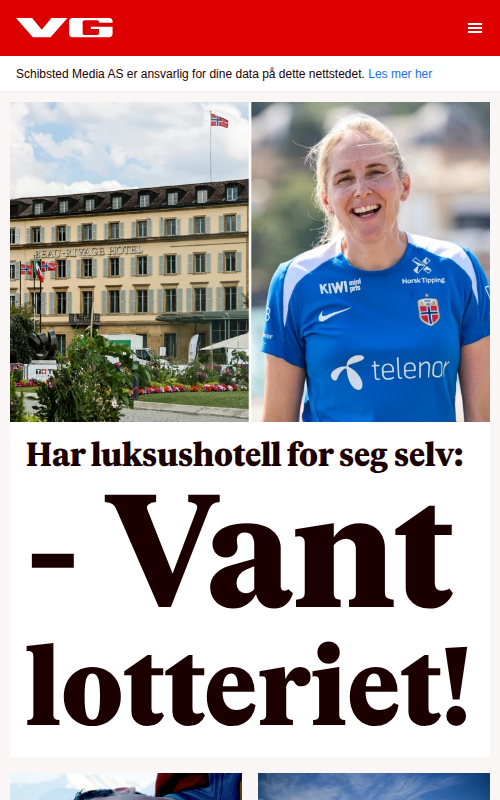 VG
Schibsted Media AS er ansvarlig for dine data på dette nettstedet. Les mer her
BEAU-RIVAGE HOTEL
KIWI mini pris
Norsk Tipping
telenor
Har luksushotell for seg selv:
- Vant
lotteriet!